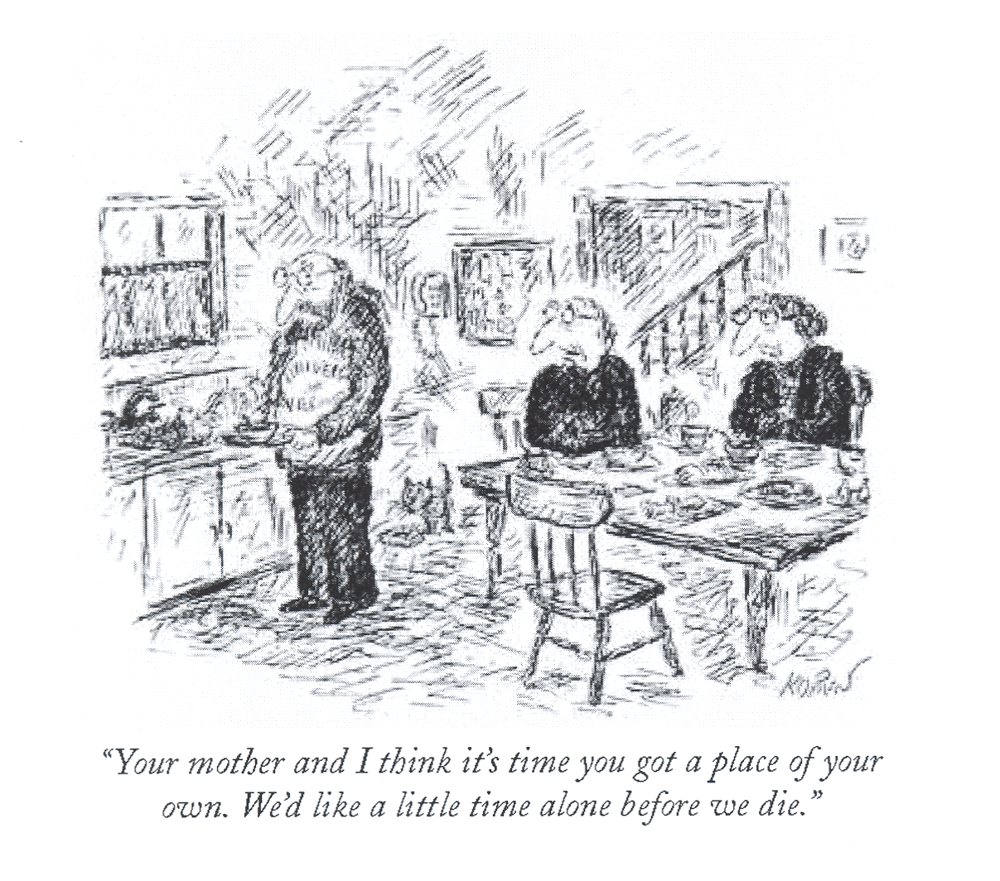 KOREN
“Your mother and I think it’s time you got a place of your
own. We’d like a little time alone before we die.”